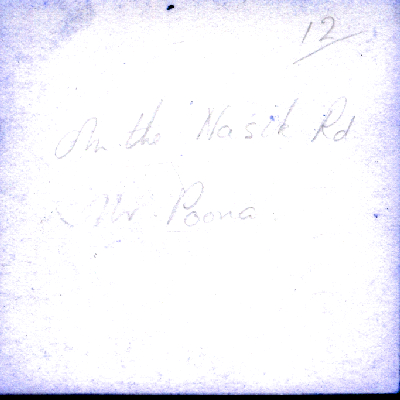 12
On the Nasik Rd
Nr. Poona